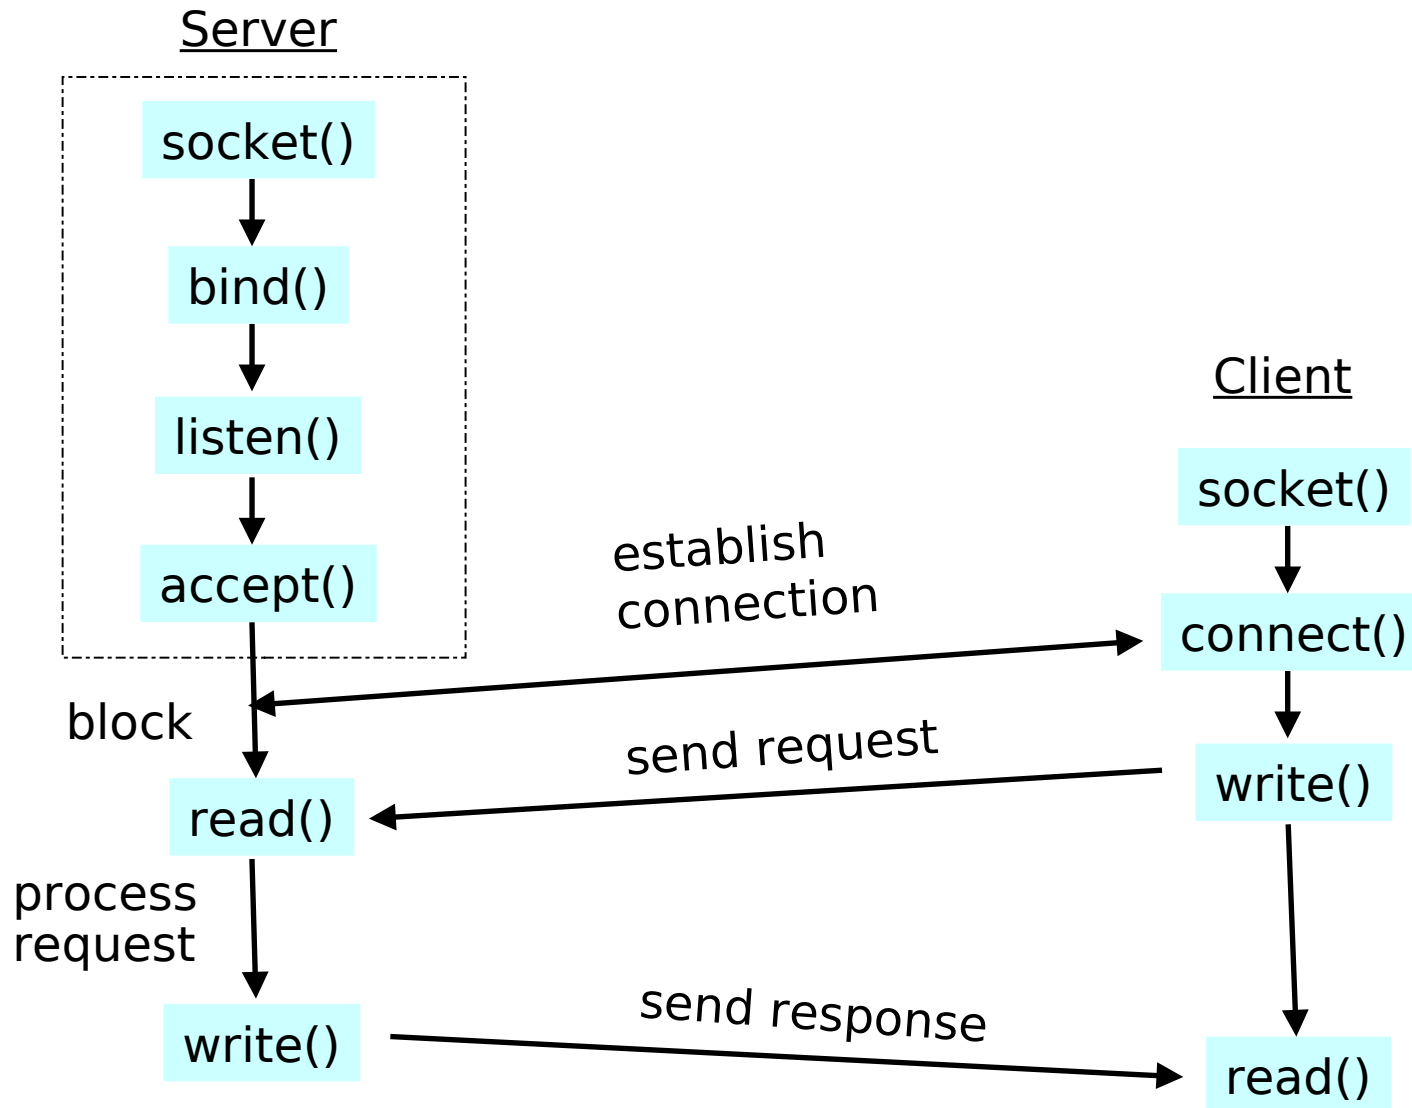 Server
socket()
bind()
listen()
accept()
block
read()
process
request
write()
establish
connection
send request
send response
Client
socket()
connect()
write()
read()